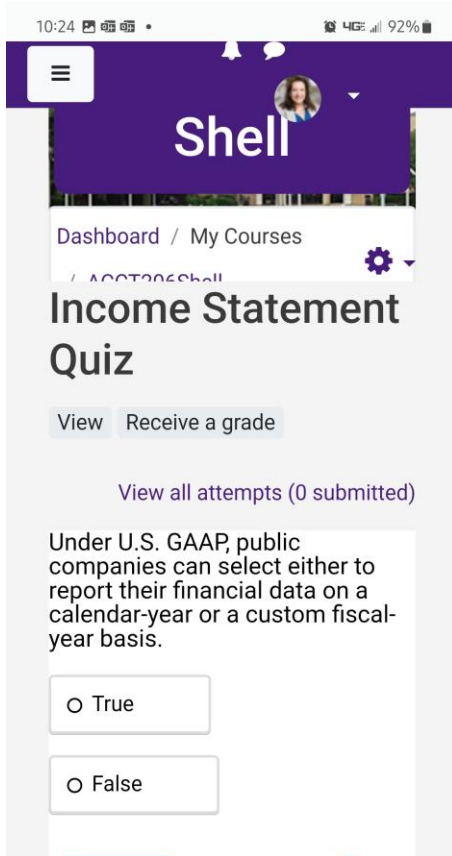 10:24
4G 92%
Shell
Dashboard / My Courses
/ ACCT206Shell
Income Statement
Quiz
View Receive a grade
View all attempts (0 submitted)
Under U.S. GAAP, public
companies can select either to
report their financial data on a
calendar-year or a custom fiscal-
year basis.
True
False